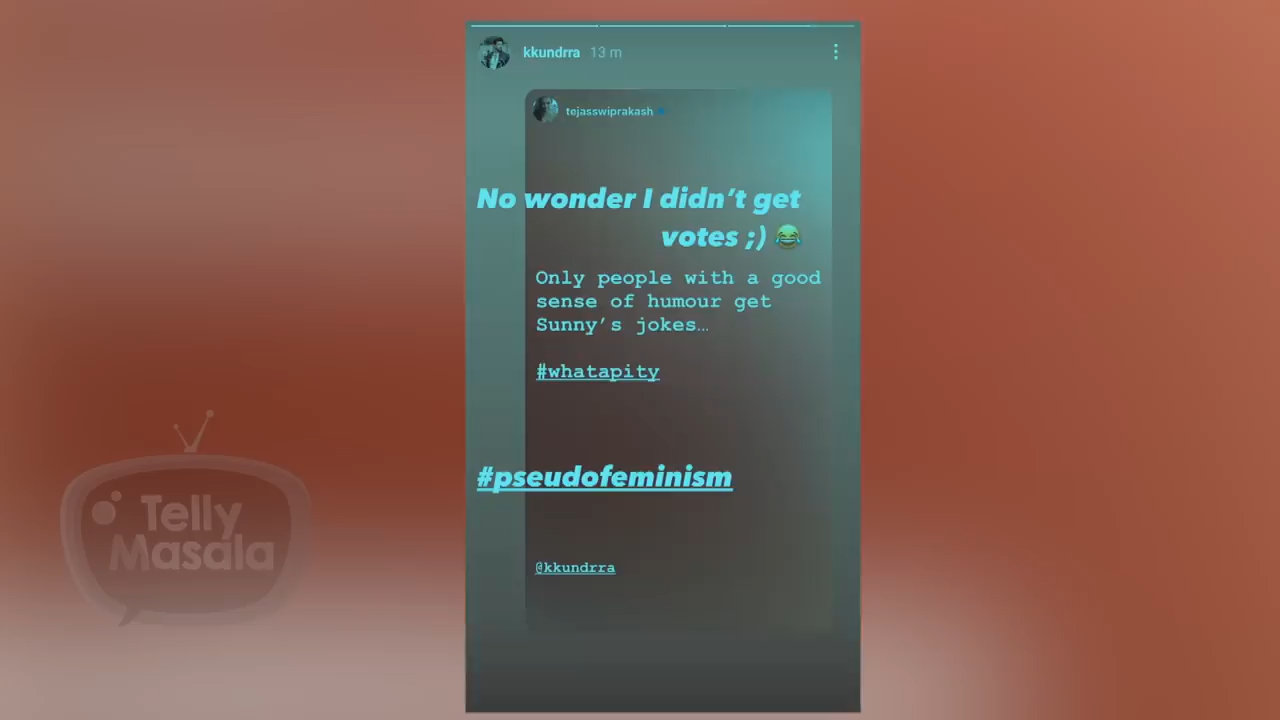 kkundrra 13 m
tejasswiprakash
No wonder I didn't get
votes ;) 😂
Only people with a good
sense of humour get
Sunny's jokes…
#whatapity
#pseudofeminism
@kkundrra
Telly
Masala